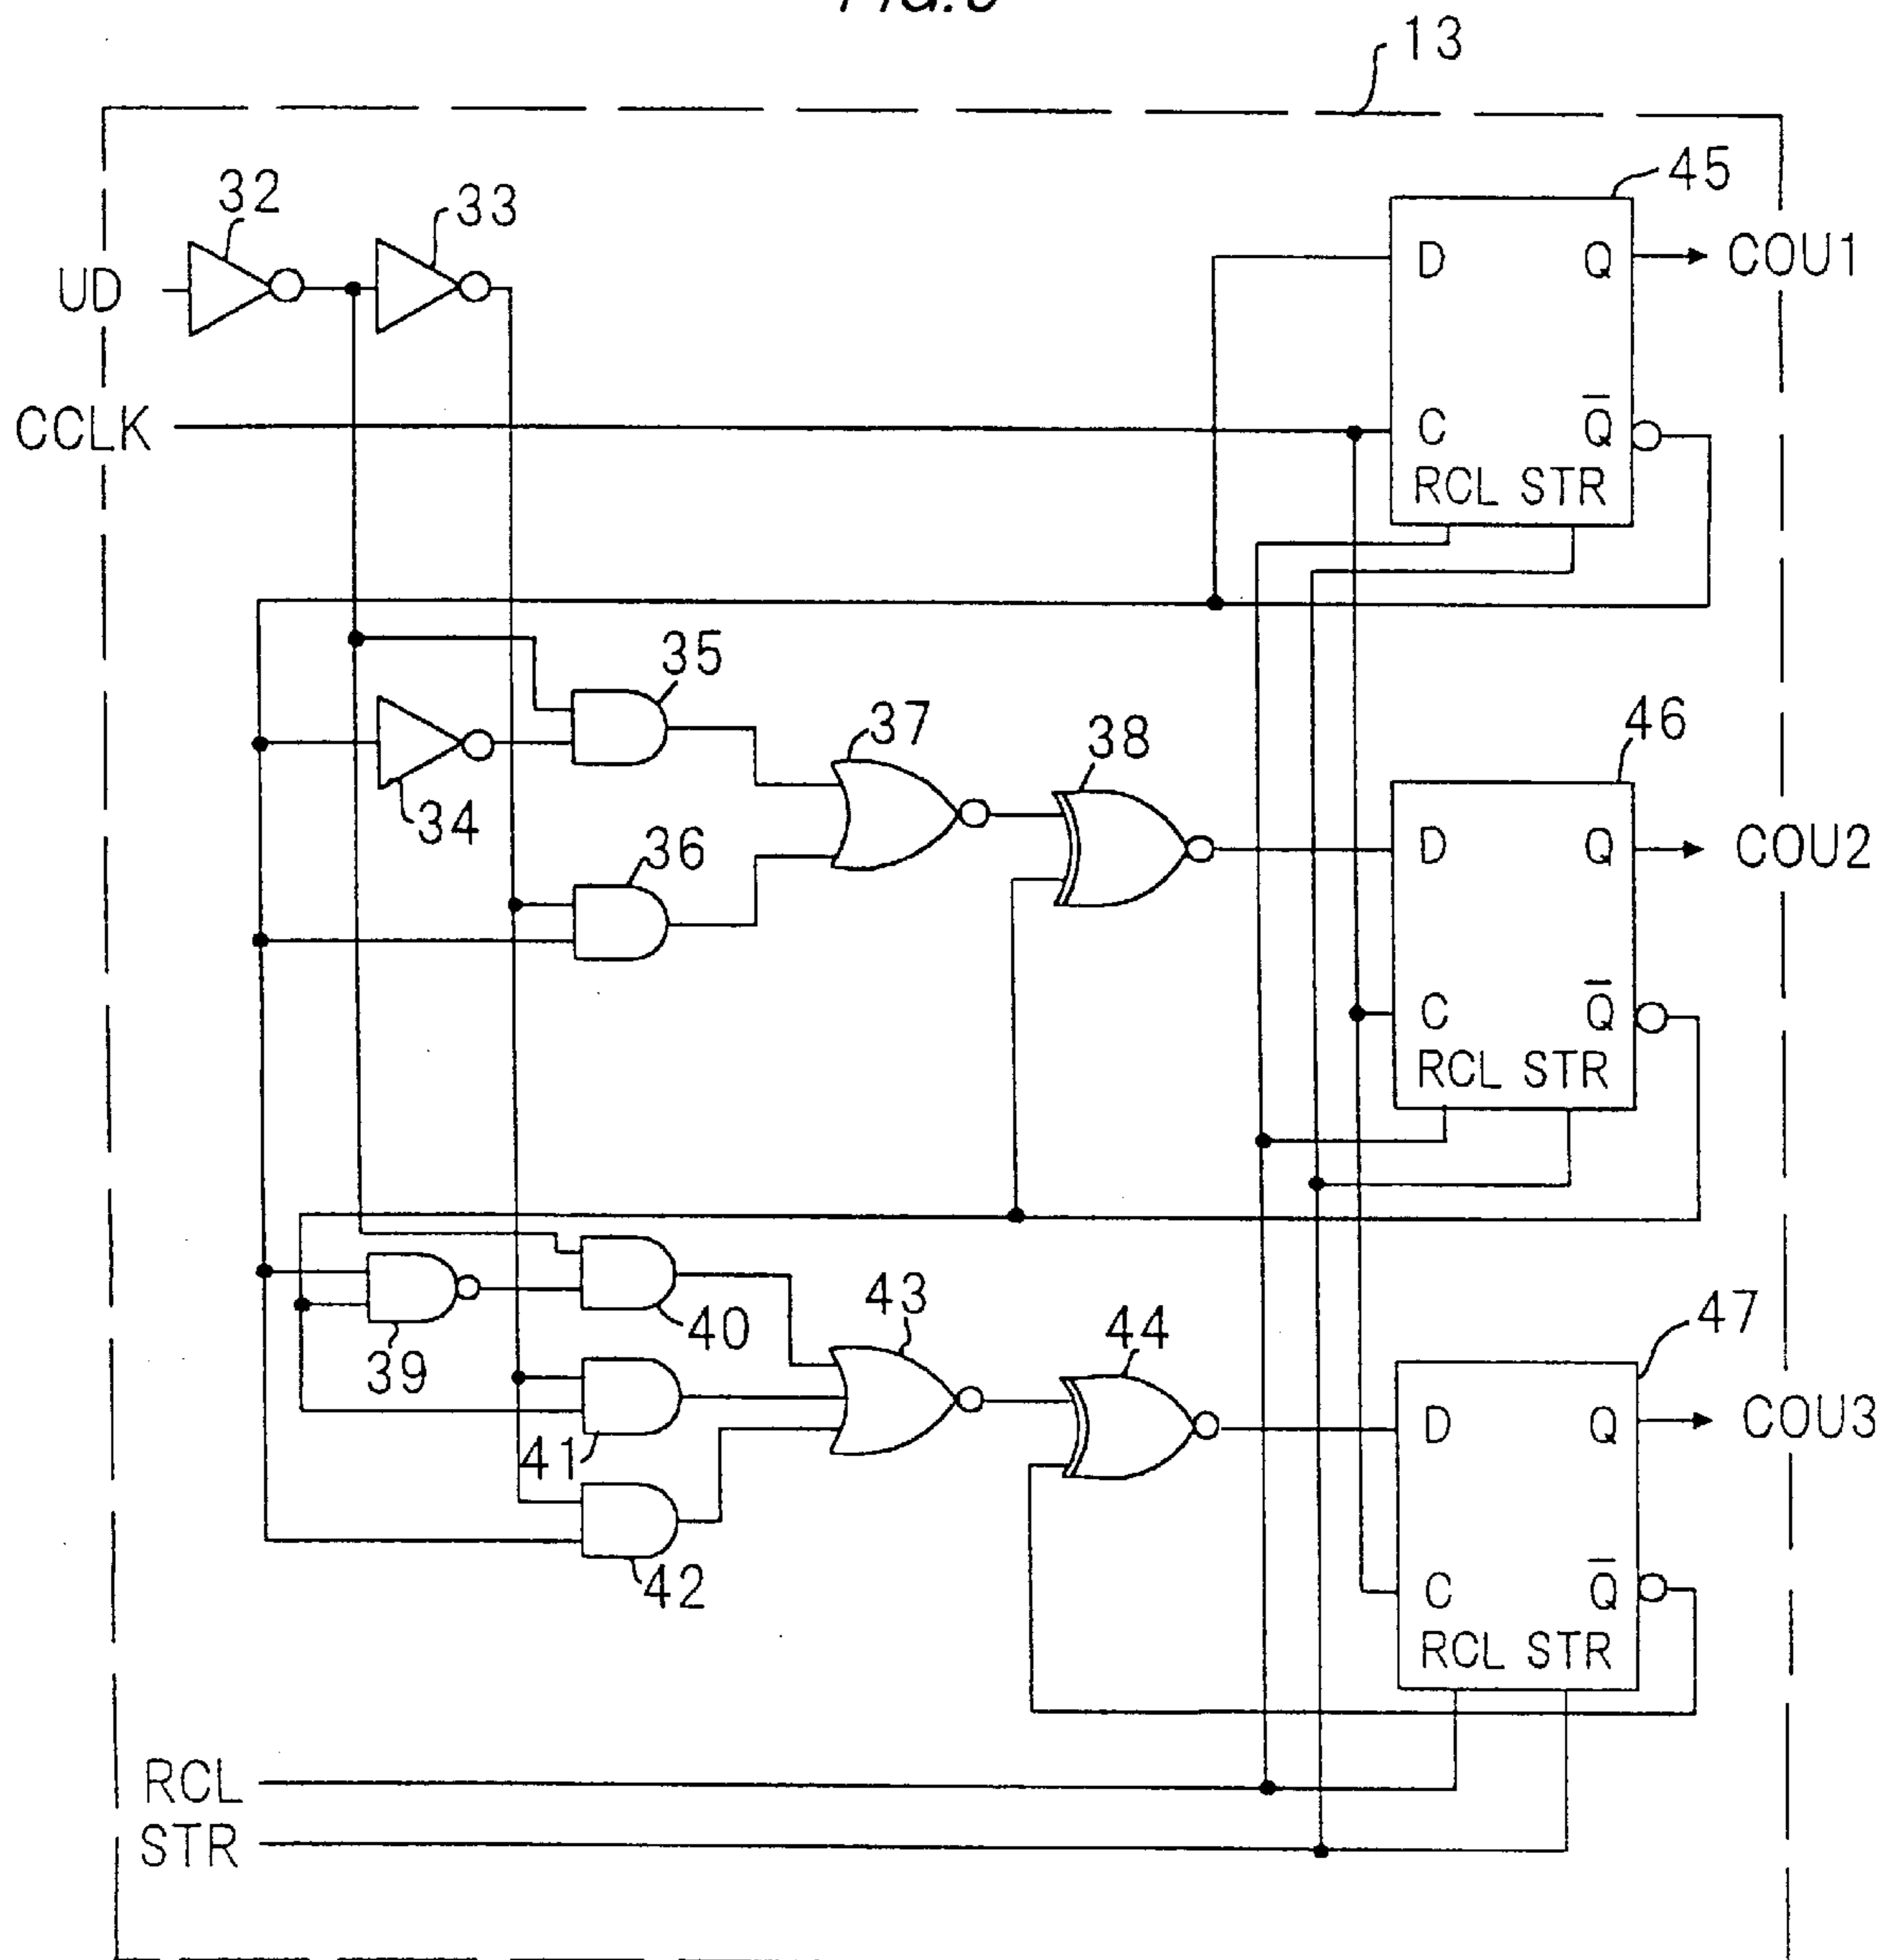 13
32
33
45
UD
D
Q
COU1
CCLK
C
Q̅
RCL STR
35
34
36
37
38
46
D
Q
COU2
C
Q̅
RCL STR
39
40
41
42
43
44
47
D
Q
COU3
C
Q̅
RCL STR
RCL
STR